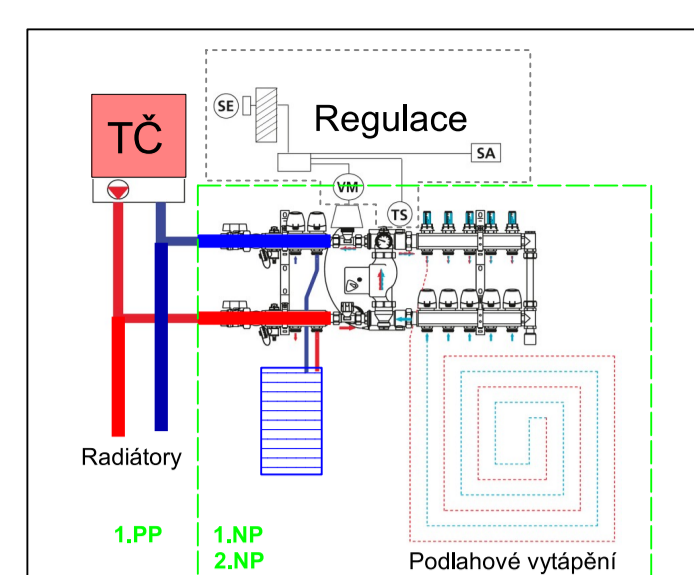 TČ
SE
Regulace
SA
VM
TS
Radiátory
1.PP
1.NP
2.NP
Podlahové vytápění